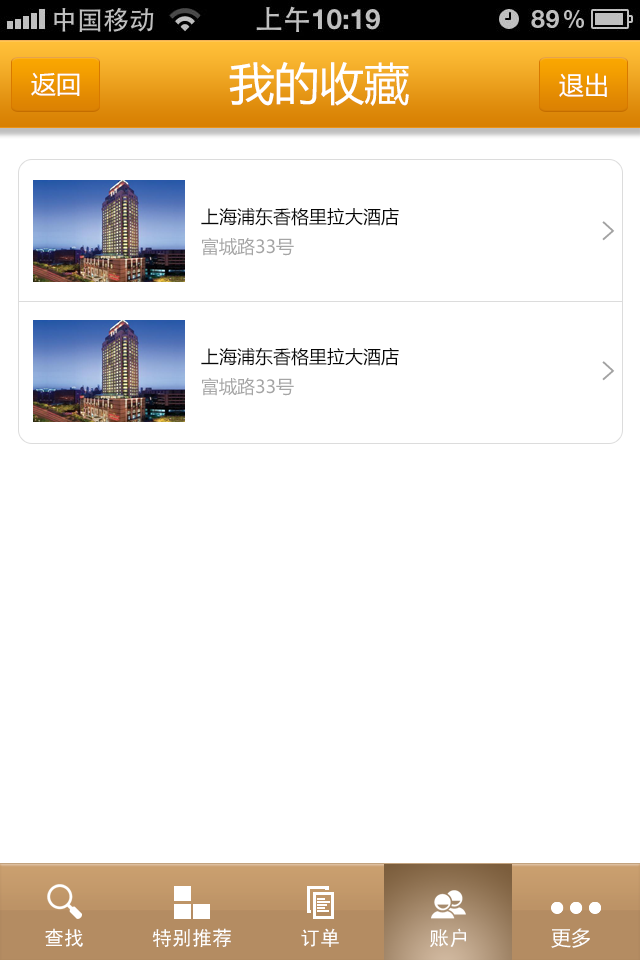 中国移动 上午10:19 89%
返回 我的收藏 退出
上海浦东香格里拉大酒店
富城路33号
上海浦东香格里拉大酒店
富城路33号
查找 特别推荐 订单 账户 更多